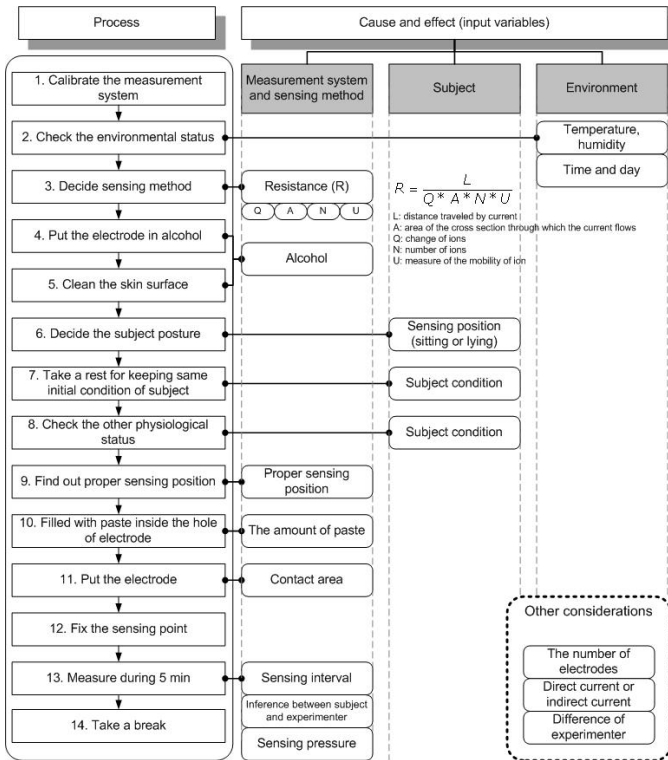 Process
Cause and effect (input variables)
Measurement system
and sensing method
Subject
Environment
1. Calibrate the measurement
system
2. Check the environmental status
Temperature,
humidity
Time and day
3. Decide sensing method
Resistance (R)
Q A N U
R = L / Q * A * N * U
L: distance traveled by current
A: area of the cross section through which the current flows
Q: change of ions
N: number of ions
U: measure of the mobility of ion
4. Put the electrode in alcohol
Alcohol
5. Clean the skin surface
6. Decide the subject posture
Sensing position
(sitting or lying)
7. Take a rest for keeping same
initial condition of subject
Subject condition
8. Check the other physiological
status
Subject condition
9. Find out proper sensing position
Proper sensing
position
10. Filled with paste inside the hole
of electrode
The amount of paste
11. Put the electrode
Contact area
12. Fix the sensing point
13. Measure during 5 min
Sensing interval
Inference between subject
and experimenter
Sensing pressure
14. Take a break
Other considerations
The number of
electrodes
Direct current or
indirect current
Difference of
experimenter